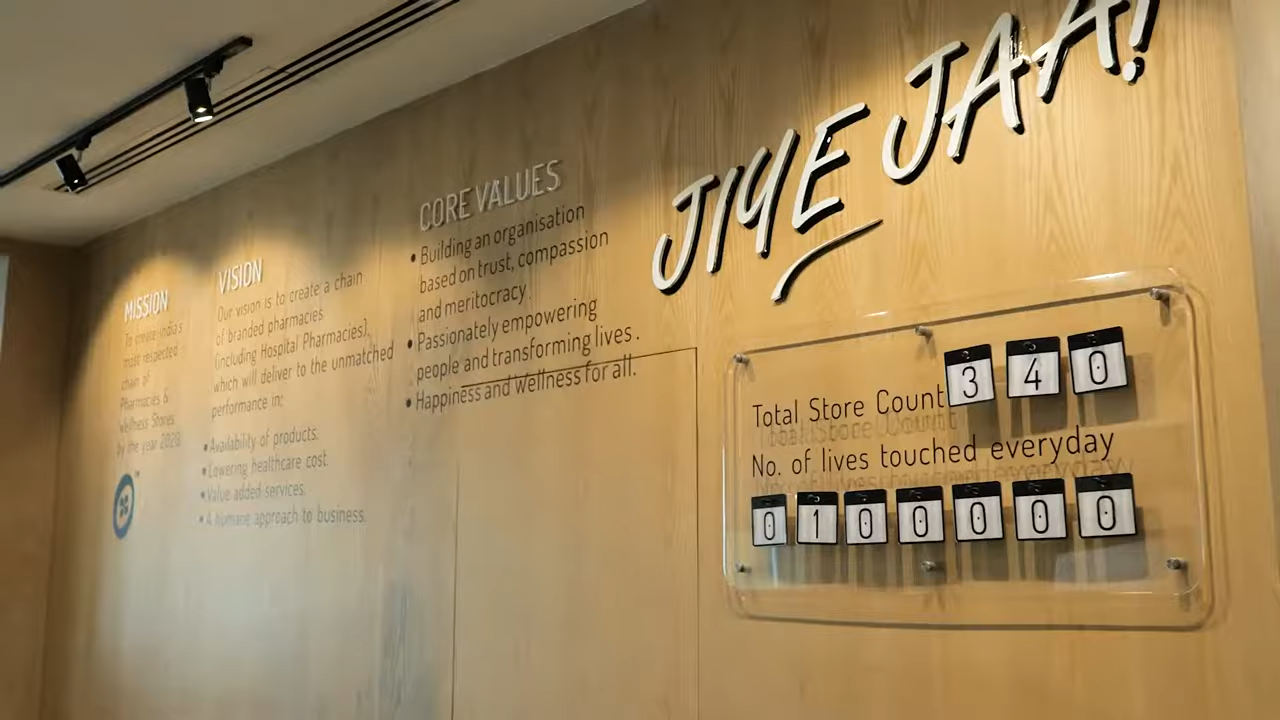 MISSION
To create India's
most respected
chain of
Pharmacies &
Wellness Stores
by the year 2020
VISION
Our vision is to create a chain
of branded pharmacies
(including Hospital Pharmacies),
which will deliver to the unmatched
performance in:
• Availability of products.
• Lowering healthcare cost.
• Value added services.
• A humane approach to business.
CORE VALUES
• Building an organisation
based on trust, compassion
and meritocracy.
• Passionately empowering
people and transforming lives.
• Happiness and Wellness for all.
JIYE JAA!
Total Store Count 340
No. of lives touched everyday
0100000